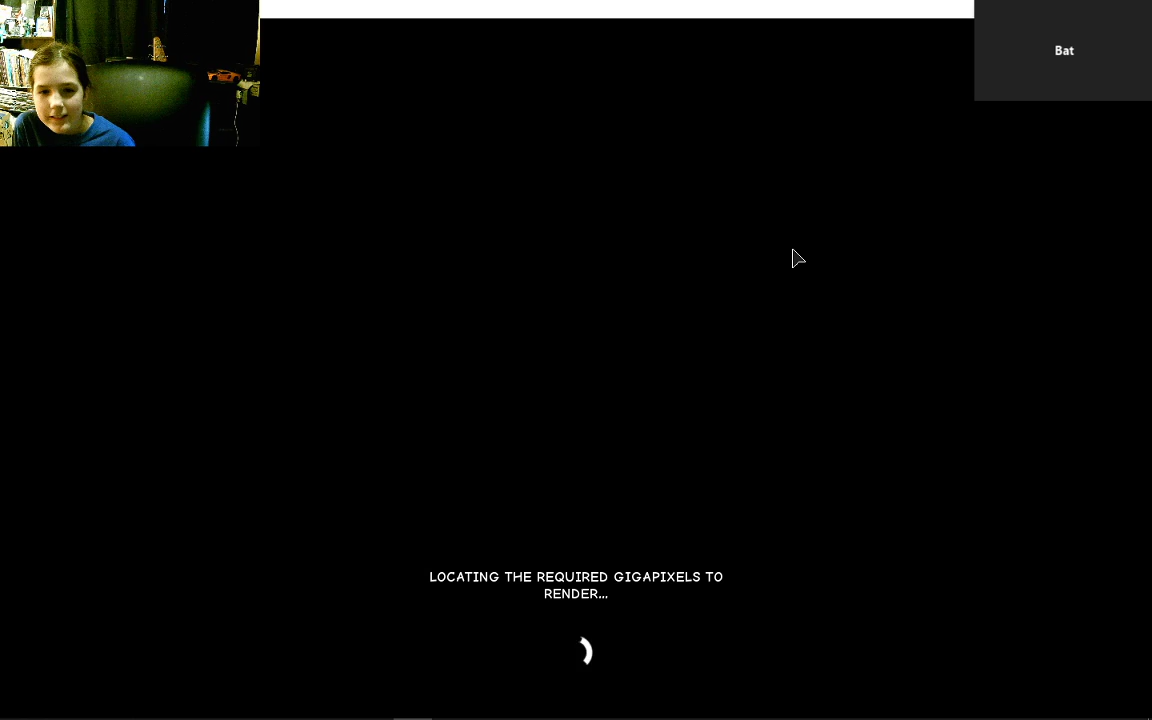 Bat
LOCATING THE REQUIRED GIGAPIXELS TO
RENDER...